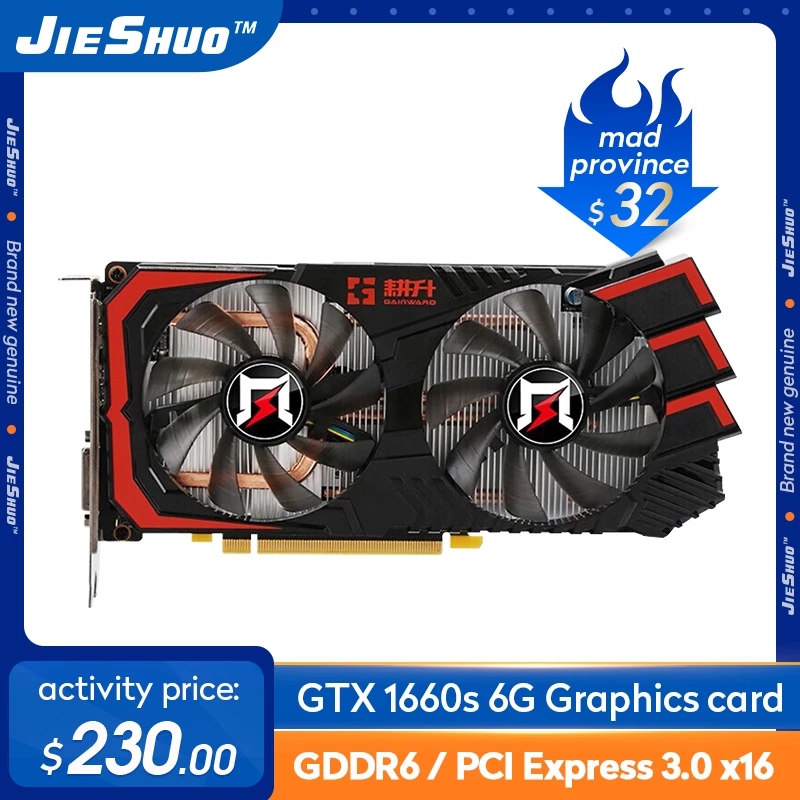 JIESHUO™
mad
province
$ 32
JIESHUO™
Brand new genuine
JIESHUO™
耕升
GAINWARD
JIESHUO™
Brand new genuine
JIESHUO™
activity price:
$230.00
GTX 1660s 6G Graphics card
GDDR6 / PCI Express 3.0 x16